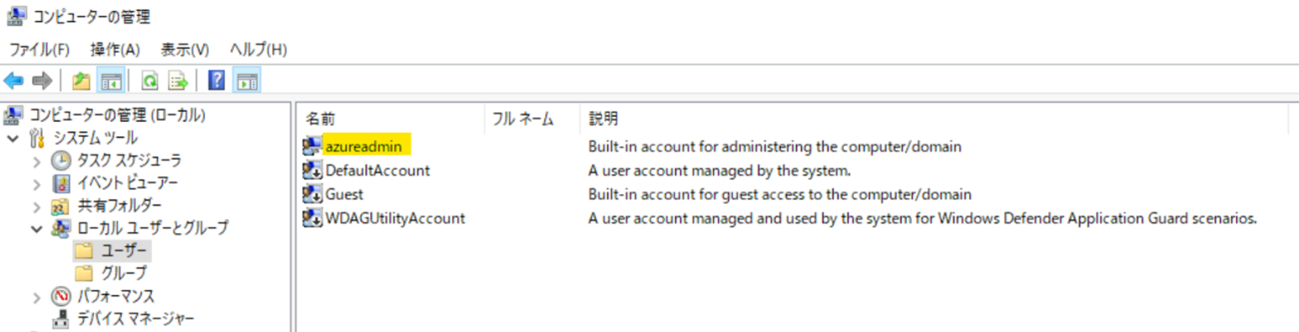 コンピューターの管理
ファイル(F) 操作(A) 表示(V) ヘルプ(H)
コンピューターの管理 (ローカル)
システム ツール
タスク スケジューラ
イベント ビューアー
共有フォルダー
ローカル ユーザーとグループ
ユーザー
グループ
パフォーマンス
デバイス マネージャー
名前 フル ネーム 説明
azureadmin Built-in account for administering the computer/domain
DefaultAccount A user account managed by the system.
Guest Built-in account for guest access to the computer/domain
WDAGUtilityAccount A user account managed and used by the system for Windows Defender Application Guard scenarios.